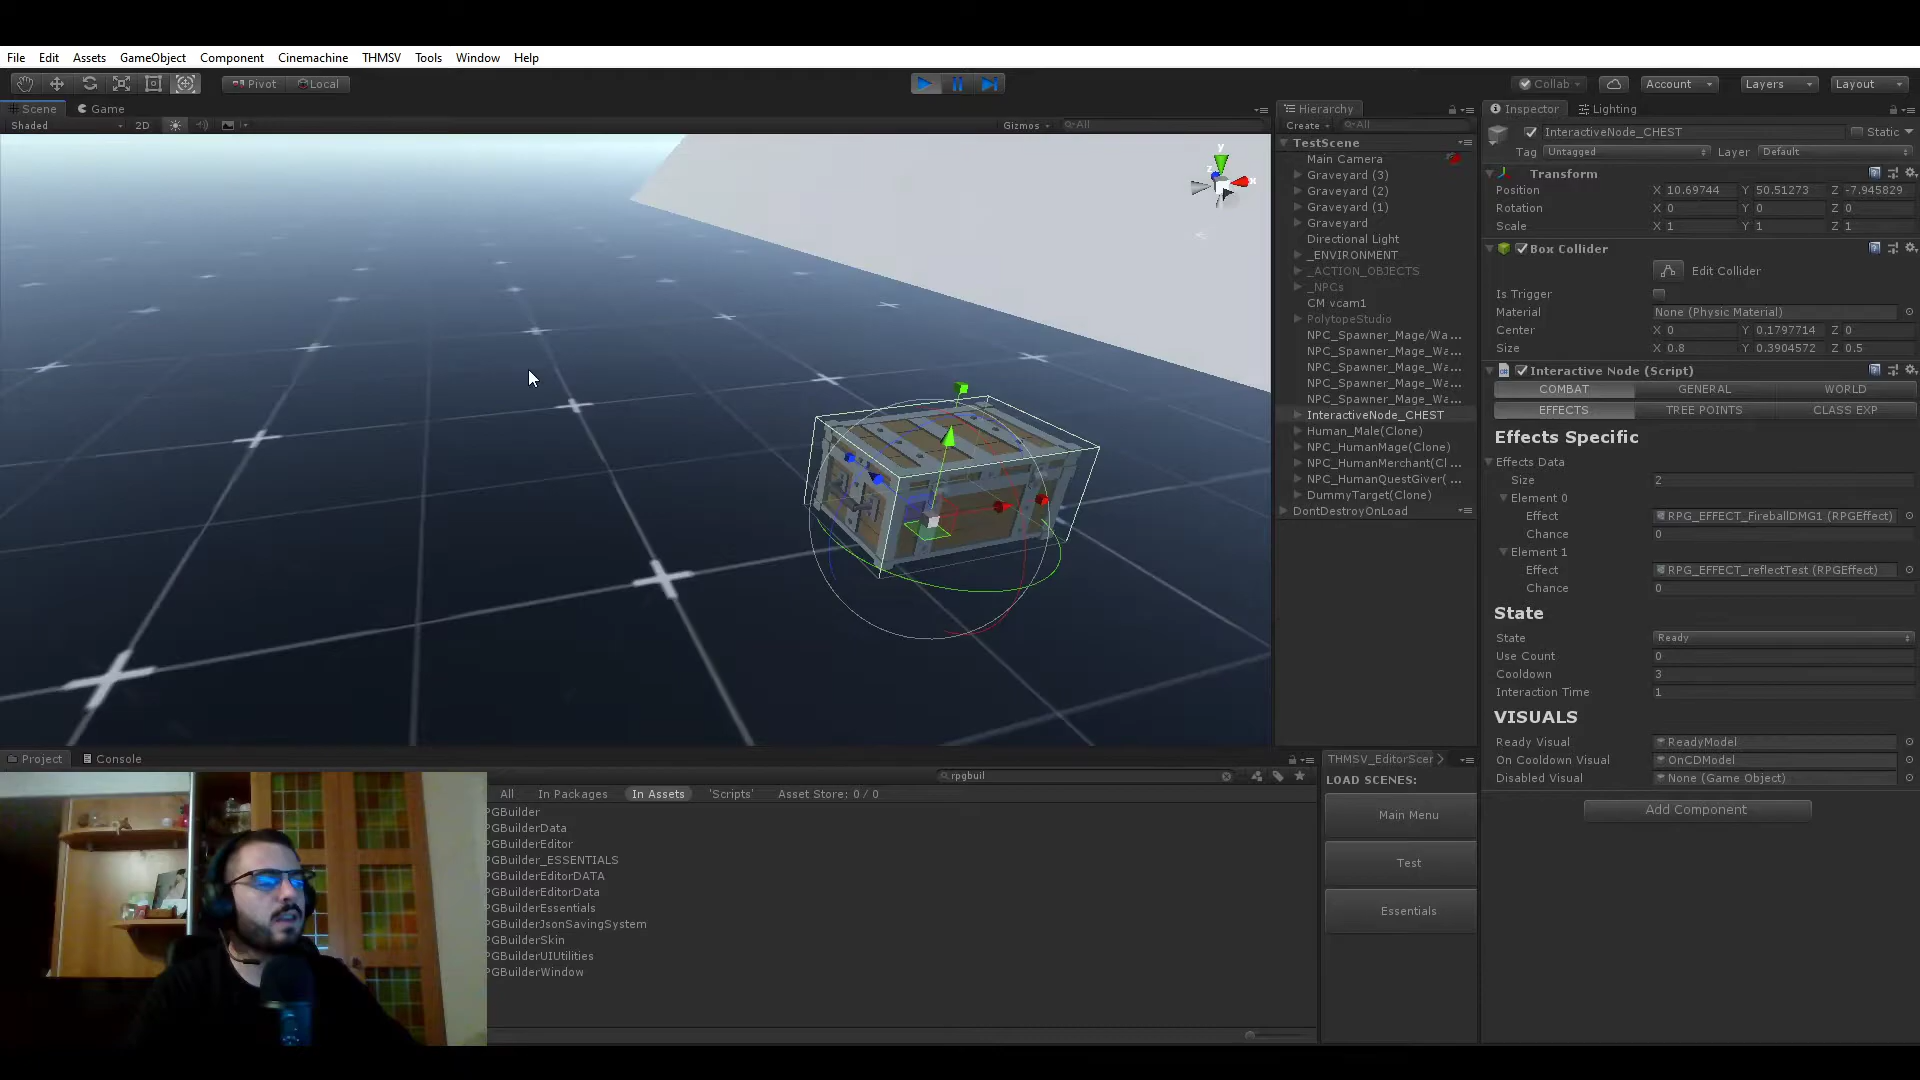 File Edit Assets GameObject Component Cinemachine THMSV Tools Window Help
Pivot Local Collab Account Layers Layout
Scene Game
Shaded 2D Gizmos All
y
x
z
Hierarchy
Create All
TestScene
Main Camera
Graveyard (3)
Graveyard (2)
Graveyard (1)
Graveyard
Directional Light
_ENVIRONMENT
_ACTION_OBJECTS
_NPCs
CM vcam1
PolytopeStudio
NPC_Spawner_Mage/Wa...
NPC_Spawner_Mage_Wa...
NPC_Spawner_Mage_Wa...
NPC_Spawner_Mage_Wa...
NPC_Spawner_Mage_Wa...
InteractiveNode_CHEST
Human_Male(Clone)
NPC_HumanMage(Clone)
NPC_HumanMerchant(Cl...
NPC_HumanQuestGiver(...
DummyTarget(Clone)
DontDestroyOnLoad
Inspector Lighting
InteractiveNode_CHEST Static
Tag Untagged Layer Default
Transform
Position X 10.69744 Y 50.51273 Z -7.945829
Rotation X 0 Y 0 Z 0
Scale X 1 Y 1 Z 1
Box Collider
Edit Collider
Is Trigger
Material None (Physic Material)
Center X 0 Y 0.1797714 Z 0
Size X 0.8 Y 0.3904572 Z 0.5
Interactive Node (Script)
COMBAT GENERAL WORLD
EFFECTS TREE POINTS CLASS EXP
Effects Specific
Effects Data
Size 2
Element 0
Effect RPG_EFFECT_FireballDMG1 (RPGEffect)
Chance 0
Element 1
Effect RPG_EFFECT_reflectTest (RPGEffect)
Chance 0
State
State Ready
Use Count 0
Cooldown 3
Interaction Time 1
VISUALS
Ready Visual ReadyModel
On Cooldown Visual OnCDModel
Disabled Visual None (Game Object)
Add Component
Project Console
rpgbuil
All In Packages In Assets 'Scripts' Asset Store: 0 / 0
PGBuilder
PGBuilderData
PGBuilderEditor
PGBuilder_ESSENTIALS
PGBuilderEditorDATA
PGBuilderEditorData
PGBuilderEssentials
PGBuilderJsonSavingSystem
PGBuilderSkin
PGBuilderUIUtilities
PGBuilderWindow
THMSV_EditorScer
LOAD SCENES:
Main Menu
Test
Essentials